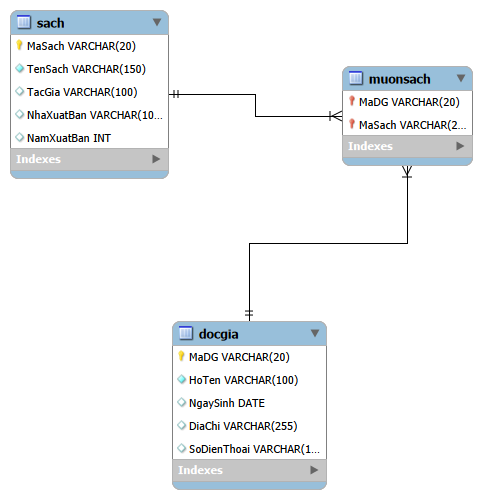 sach
MaSach VARCHAR(20)
TenSach VARCHAR(150)
TacGia VARCHAR(100)
NhaXuatBan VARCHAR(10...
NamXuatBan INT
Indexes
muonsach
MaDG VARCHAR(20)
MaSach VARCHAR(2...
Indexes
docgia
MaDG VARCHAR(20)
HoTen VARCHAR(100)
NgaySinh DATE
DiaChi VARCHAR(255)
SoDienThoai VARCHAR(1...
Indexes